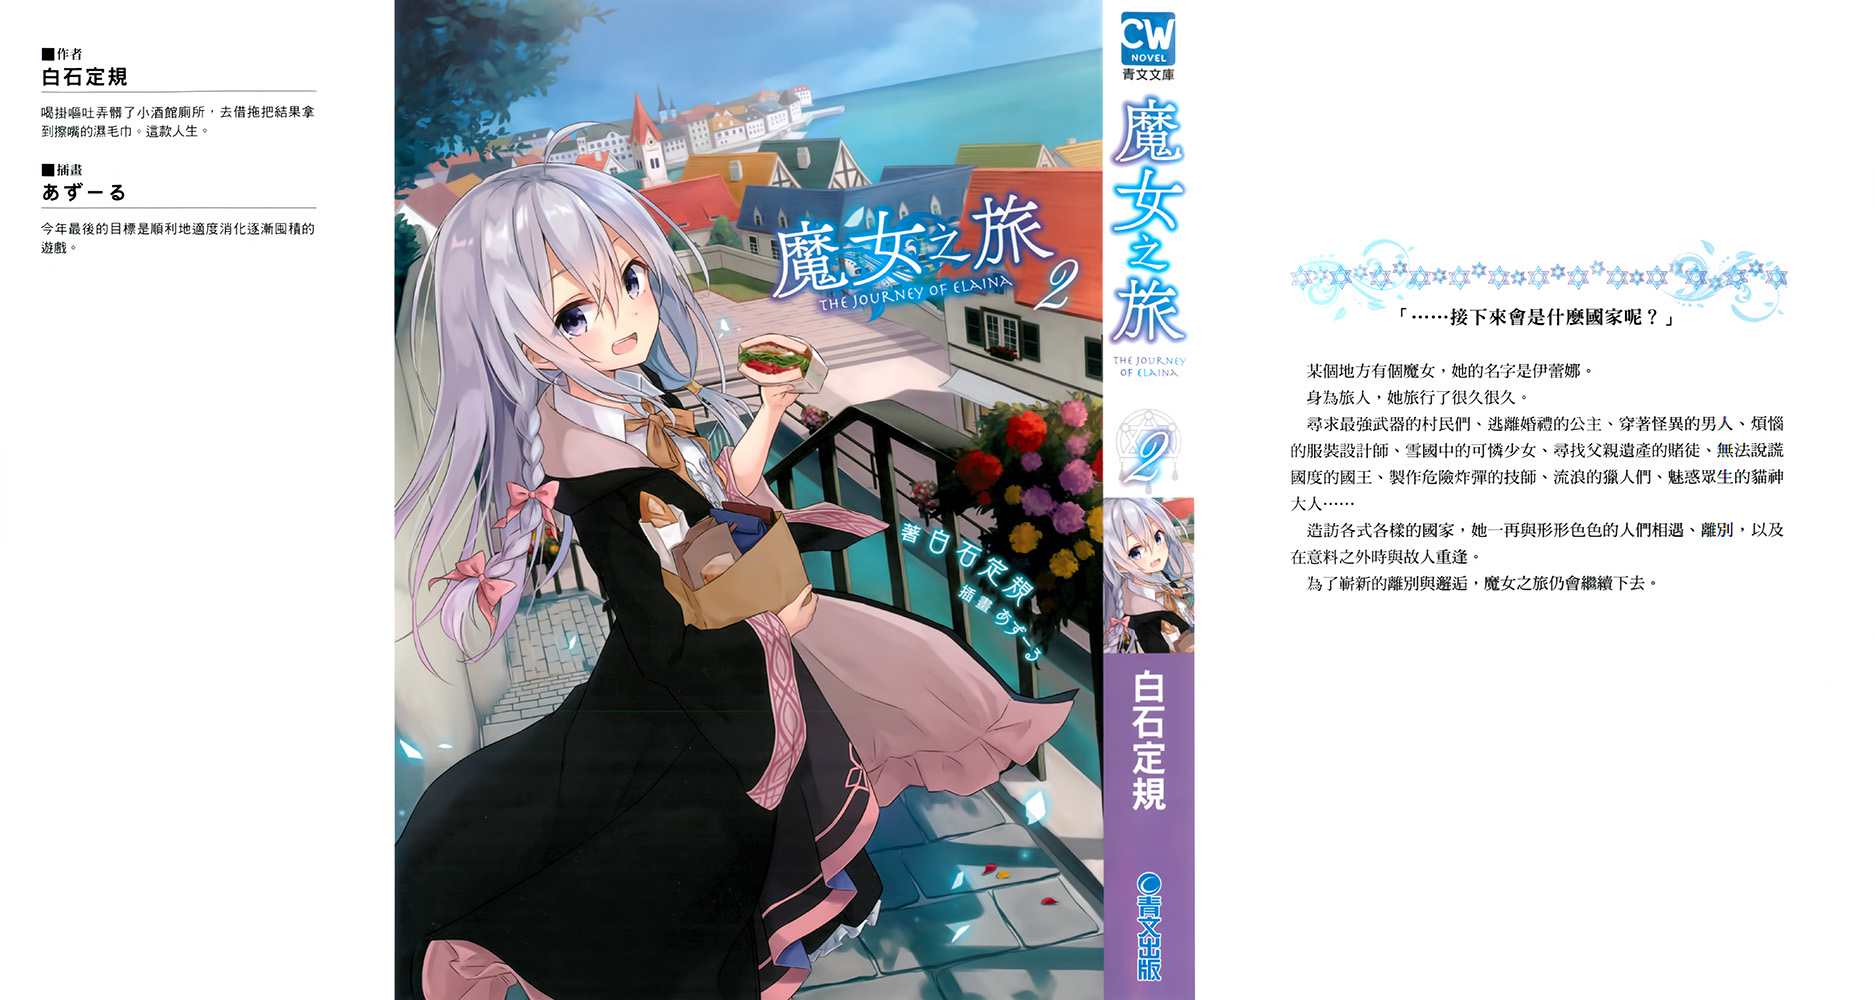 ■作者
白石定規
喝掛嘔吐弄髒了小酒館廁所，去借拖把結果拿
到擦嘴的濕毛巾。這款人生。
■插畫
あずーる
今年最後的目標是順利地適度消化逐漸囤積的
遊戲。
魔女之旅 2
THE JOURNEY OF ELAINA
著 白石定規
插畫 あずーる
CW
NOVEL
青文文庫
魔女之旅
THE JOURNEY
OF ELAINA
2
白石定規
青文出版
「……接下來會是什麼國家呢？」
某個地方有個魔女，她的名字是伊蕾娜。
身為旅人，她旅行了很久很久。
尋求最強武器的村民們、逃離婚禮的公主、穿著怪異的男人、煩惱
的服裝設計師、雪國中的可憐少女、尋找父親遺產的賭徒、無法說謊
國度的國王、製作危險炸彈的技師、流浪的獵人們、魅惑眾生的貓神
大人……
造訪各式各樣的國家，她一再與形形色色的人們相遇、離別，以及
在意料之外時與故人重逢。
為了嶄新的離別與邂逅，魔女之旅仍會繼續下去。